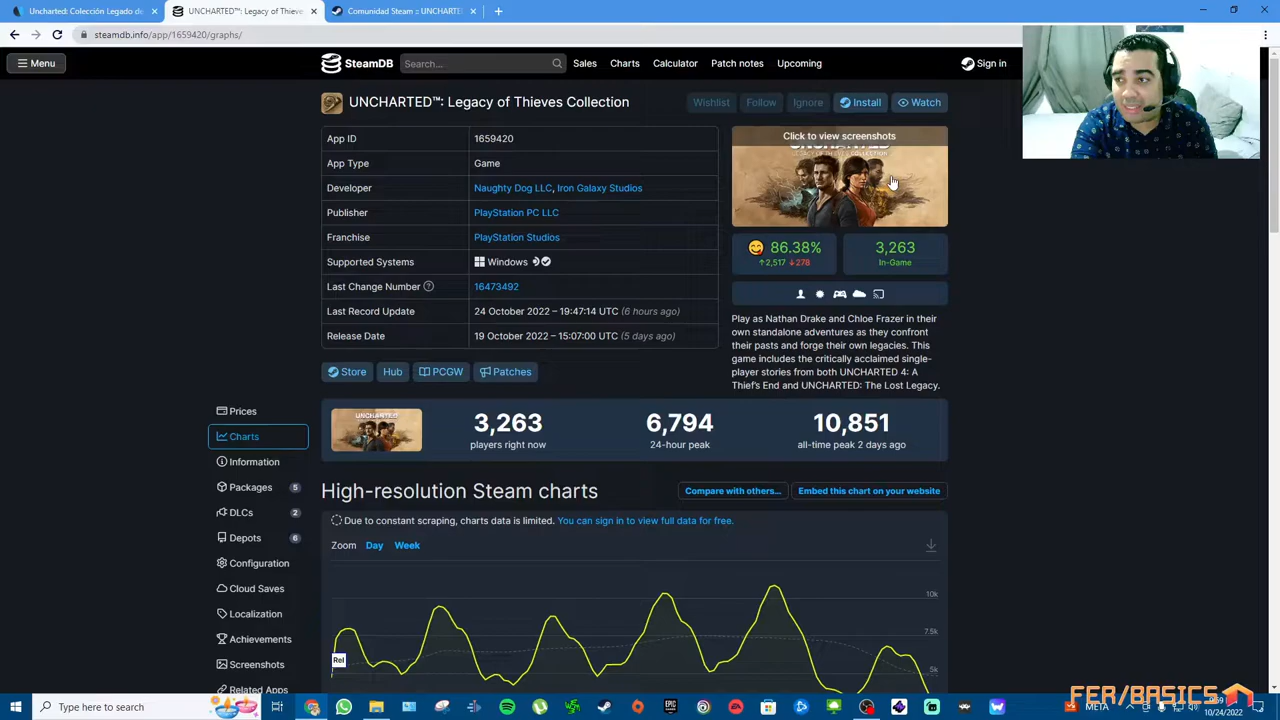 Uncharted: Colección Legado de
UNCHARTED™: Legacy of Thieve
Comunidad Steam :: UNCHARTE
steamdb.info/app/1659420/graphs/
Menu
SteamDB
Search...
Sales
Charts
Calculator
Patch notes
Upcoming
Sign in
UNCHARTED™: Legacy of Thieves Collection
Wishlist
Follow
Ignore
Install
Watch
App ID 1659420
App Type Game
Developer Naughty Dog LLC, Iron Galaxy Studios
Publisher PlayStation PC LLC
Franchise PlayStation Studios
Supported Systems Windows
Last Change Number 16473492
Last Record Update 24 October 2022 – 19:47:14 UTC (6 hours ago)
Release Date 19 October 2022 – 15:07:00 UTC (5 days ago)
Click to view screenshots
UNCHARTED
LEGACY OF THIEVES COLLECTION
86.38%
↑2,517 ↓278
3,263
In-Game
Play as Nathan Drake and Chloe Frazer in their
own standalone adventures as they confront
their pasts and forge their own legacies. This
game includes the critically acclaimed single-
player stories from both UNCHARTED 4: A
Thief's End and UNCHARTED: The Lost Legacy.
Store
Hub
PCGW
Patches
UNCHARTED
3,263
players right now
6,794
24-hour peak
10,851
all-time peak 2 days ago
Prices
Charts
Information
Packages 5
DLCs 2
Depots 6
Configuration
Cloud Saves
Localization
Achievements
Screenshots
Related Apps
High-resolution Steam charts
Compare with others...
Embed this chart on your website
Due to constant scraping, charts data is limited. You can sign in to view full data for free.
Zoom Day Week
10k
7.5k
5k
Rel
FER/BASICS
Type here to search
EPIC
META
10/24/2022